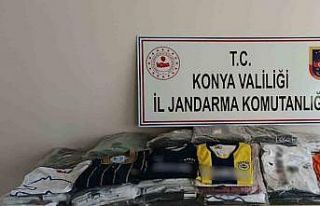 T.C.
KONYA VALİLİĞİ
İL JANDARMA KOMUTANLIĞ